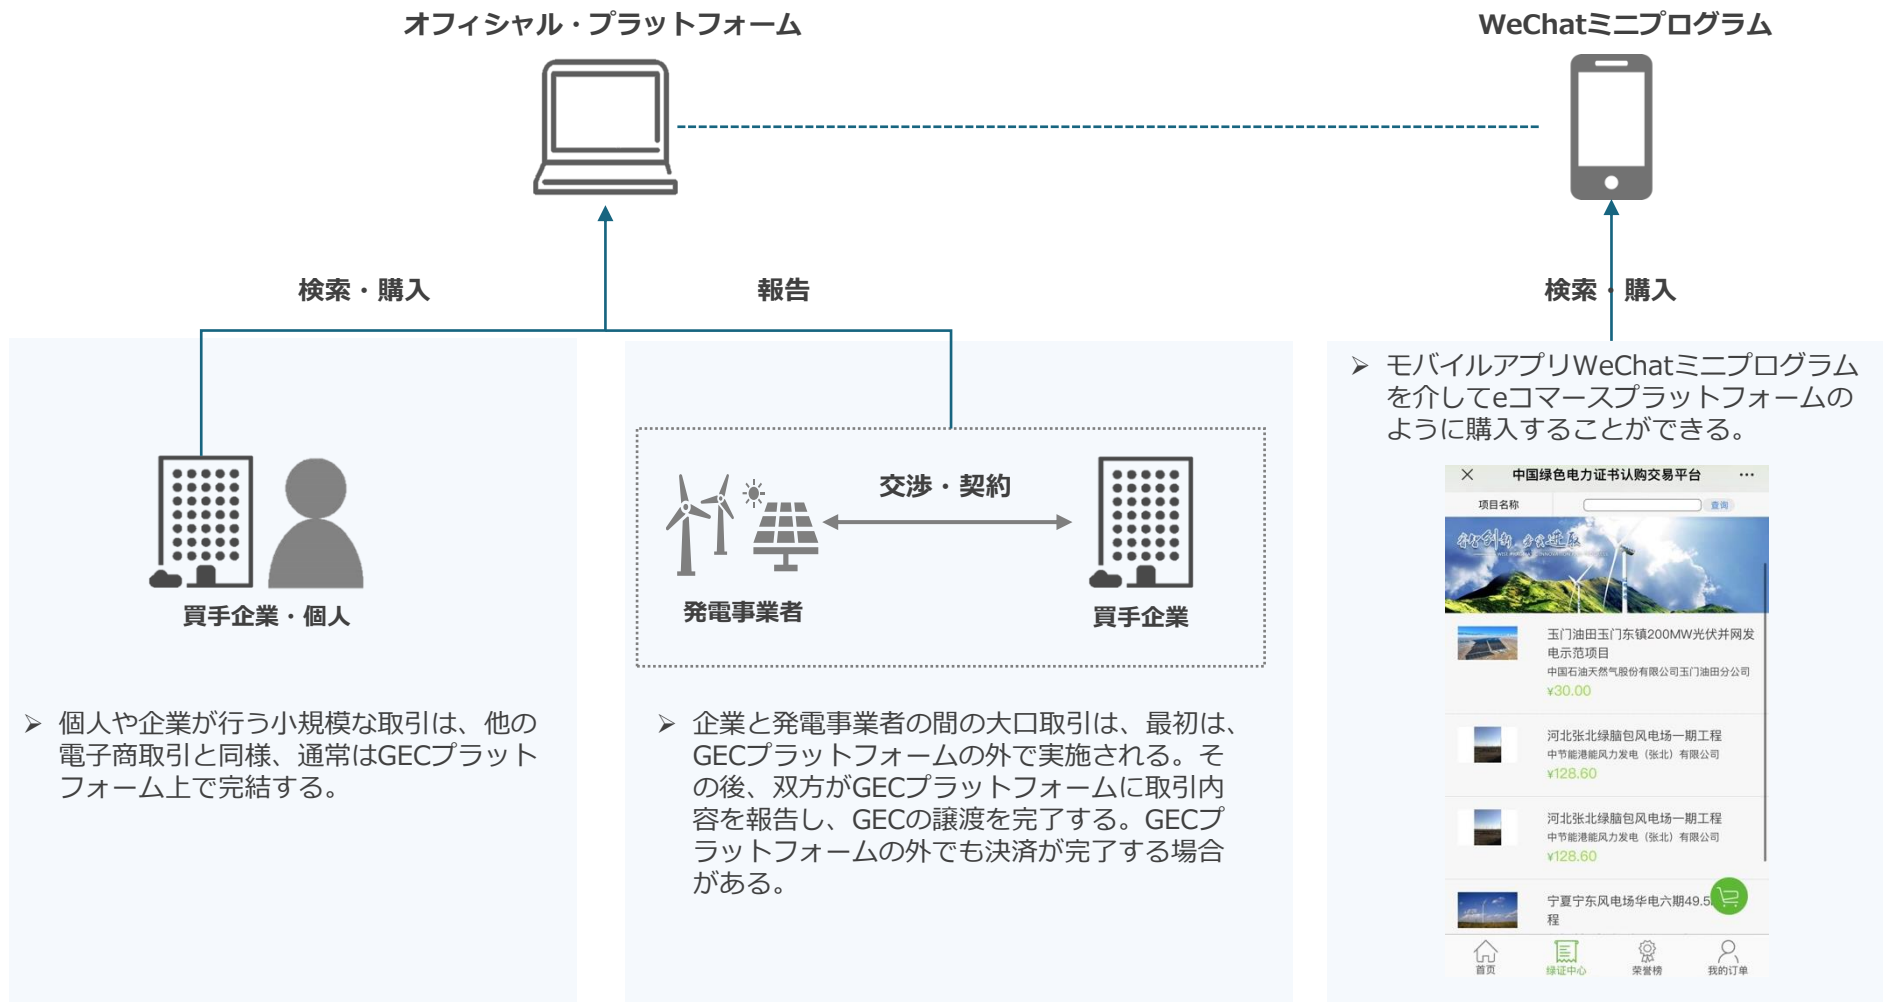 オフィシャル・プラットフォーム
WeChatミニプログラム
検索・購入
報告
検索・購入
買手企業・個人
➢ 個人や企業が行う小規模な取引は、他の
電子商取引と同様、通常はGECプラット
フォーム上で完結する。
交渉・契約
発電事業者
買手企業
➢ 企業と発電事業者の間の大口取引は、最初は、
GECプラットフォームの外で実施される。そ
の後、双方がGECプラットフォームに取引内
容を報告し、GECの譲渡を完了する。GECプ
ラットフォームの外でも決済が完了する場合
がある。
➢ モバイルアプリWeChatミニプログラム
を介してeコマースプラットフォームの
ように購入することができる。
中国绿色电力证书认购交易平台
项目名称
查询
玉门油田玉门东镇200MW光伏并网发
电示范项目
中国石油天然气股份有限公司玉门油田分公司
¥30.00
河北张北绿脑包风电场一期工程
中节能港能风力发电（张北）有限公司
¥128.60
河北张北绿脑包风电场一期工程
中节能港能风力发电（张北）有限公司
¥128.60
宁夏宁东风电场华电六期49.5
程
首页
绿证中心
荣誉榜
我的订单